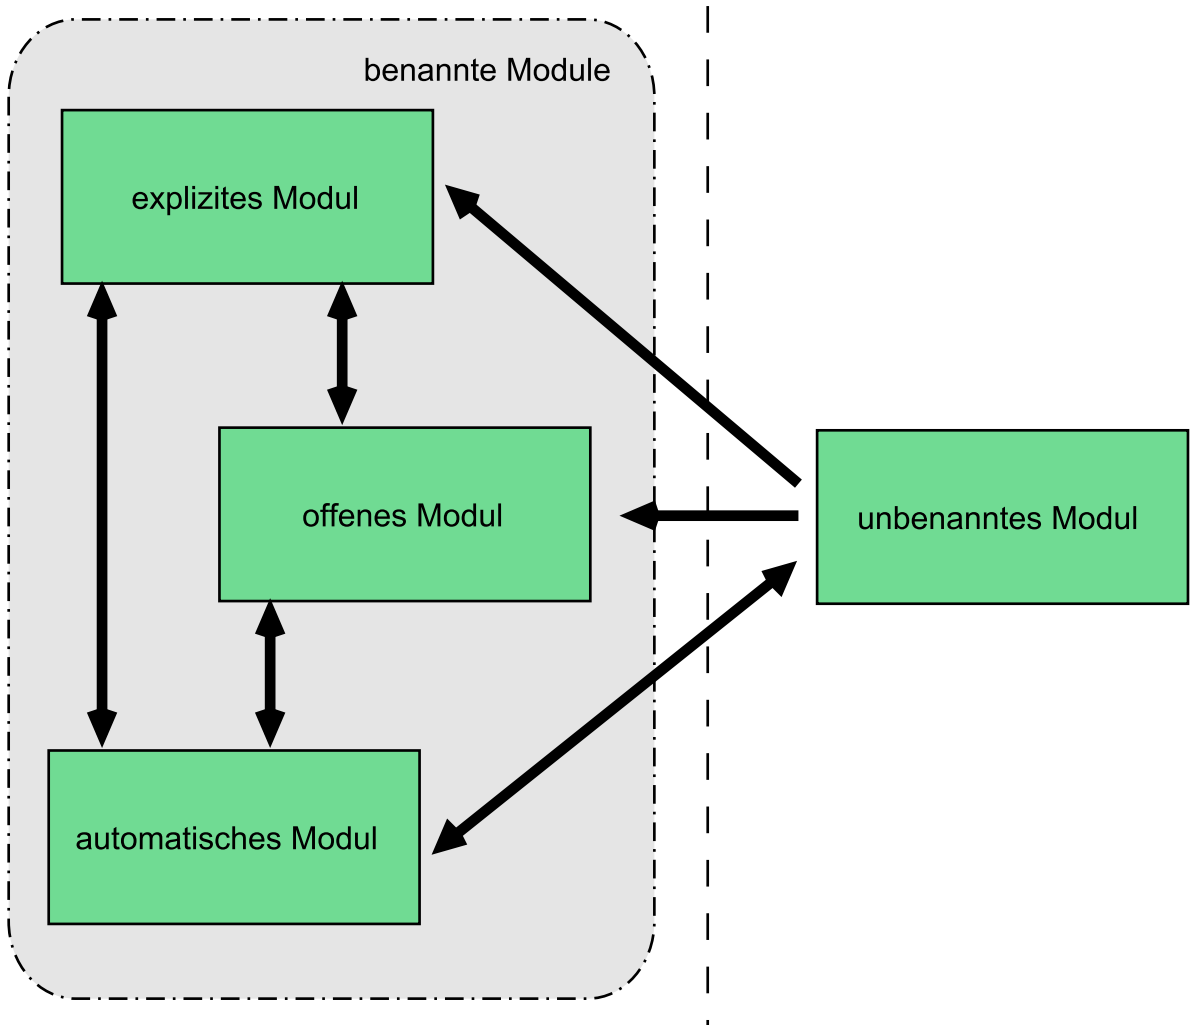 benannte Module
explizites Modul
offenes Modul
unbenanntes Modul
automatisches Modul